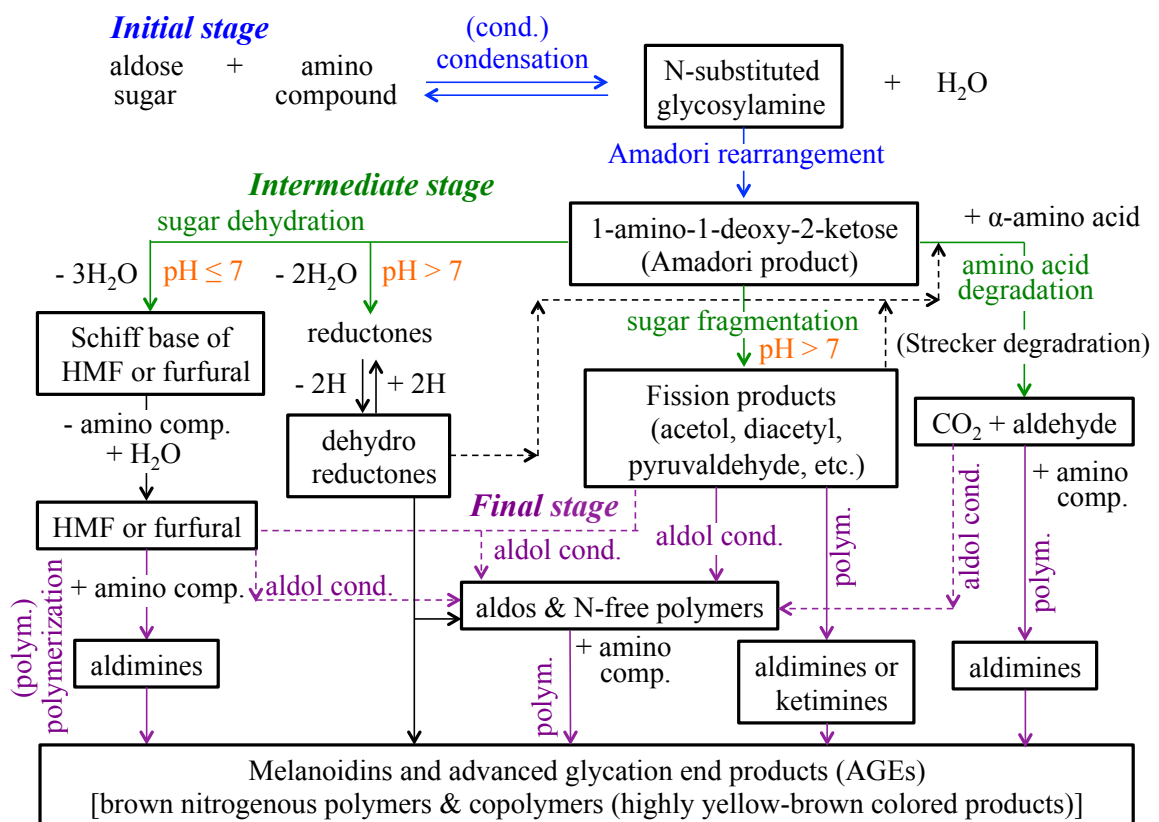 Initial stage
(cond.)
condensation
aldose + amino
sugar compound
N-substituted
glycosylamine
+ H₂O
Amadori rearrangement
Intermediate stage
sugar dehydration
1-amino-1-deoxy-2-ketose
(Amadori product)
+ α-amino acid
amino acid
degradation
- 3H₂O pH ≤ 7
- 2H₂O pH > 7
sugar fragmentation
pH > 7
(Strecker degradration)
Schiff base of
HMF or furfural
reductones
- 2H + 2H
Fission products
(acetol, diacetyl,
pyruvaldehyde, etc.)
CO₂ + aldehyde
- amino comp.
+ H₂O
dehydro
reductones
+ amino
comp.
Final stage
HMF or furfural
aldol cond.
aldol cond.
polym.
aldol cond.
polym.
(polym.)
polymerization
+ amino comp.
aldol cond.
aldos & N-free polymers
aldimines
polym.
+ amino
comp.
aldimines or
ketimines
aldimines
Melanoidins and advanced glycation end products (AGEs)
[brown nitrogenous polymers & copolymers (highly yellow-brown colored products)]